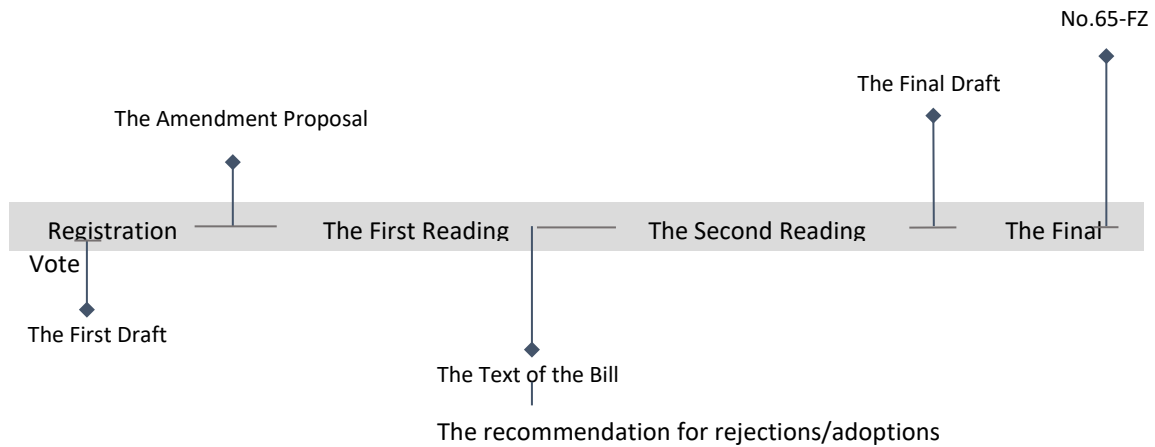 No.65-FZ
The Final Draft
The Amendment Proposal
Registration The First Reading The Second Reading The Final
Vote
The First Draft
The Text of the Bill
The recommendation for rejections/adoptions